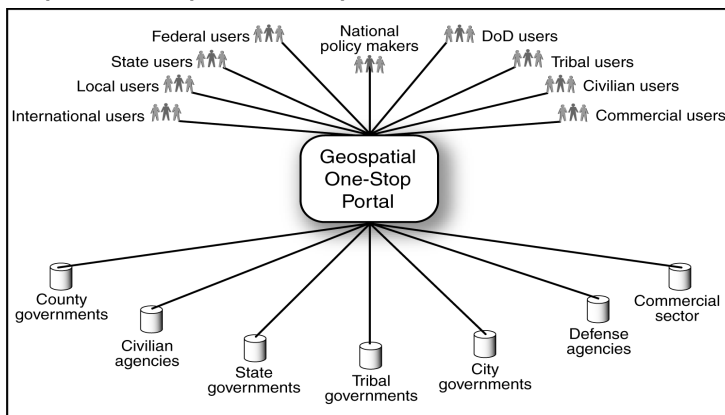 Federal users
National
policy makers
DoD users
State users
Tribal users
Local users
Civilian users
International users
Commercial users
Geospatial
One-Stop
Portal
County
governments
Civilian
agencies
State
governments
Tribal
governments
City
governments
Defense
agencies
Commercial
sector